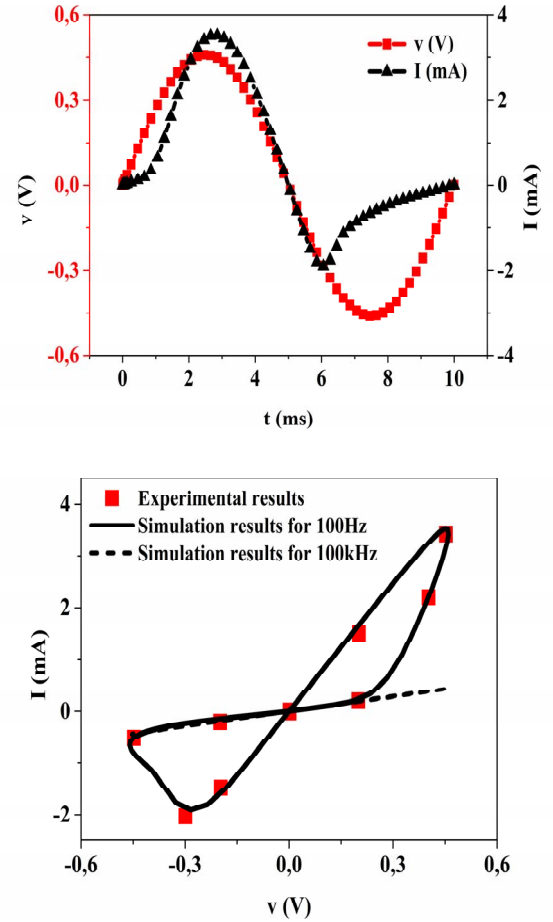 0,6
0,3
0,0
-0,3
-0,6
v (V)
v (V)
I (mA)
4
2
0
-2
-4
I (mA)
0
2
4
6
8
10
t (ms)
Experimental results
Simulation results for 100Hz
Simulation results for 100kHz
4
2
0
-2
I (mA)
-0,6
-0,3
0,0
0,3
0,6
v (V)